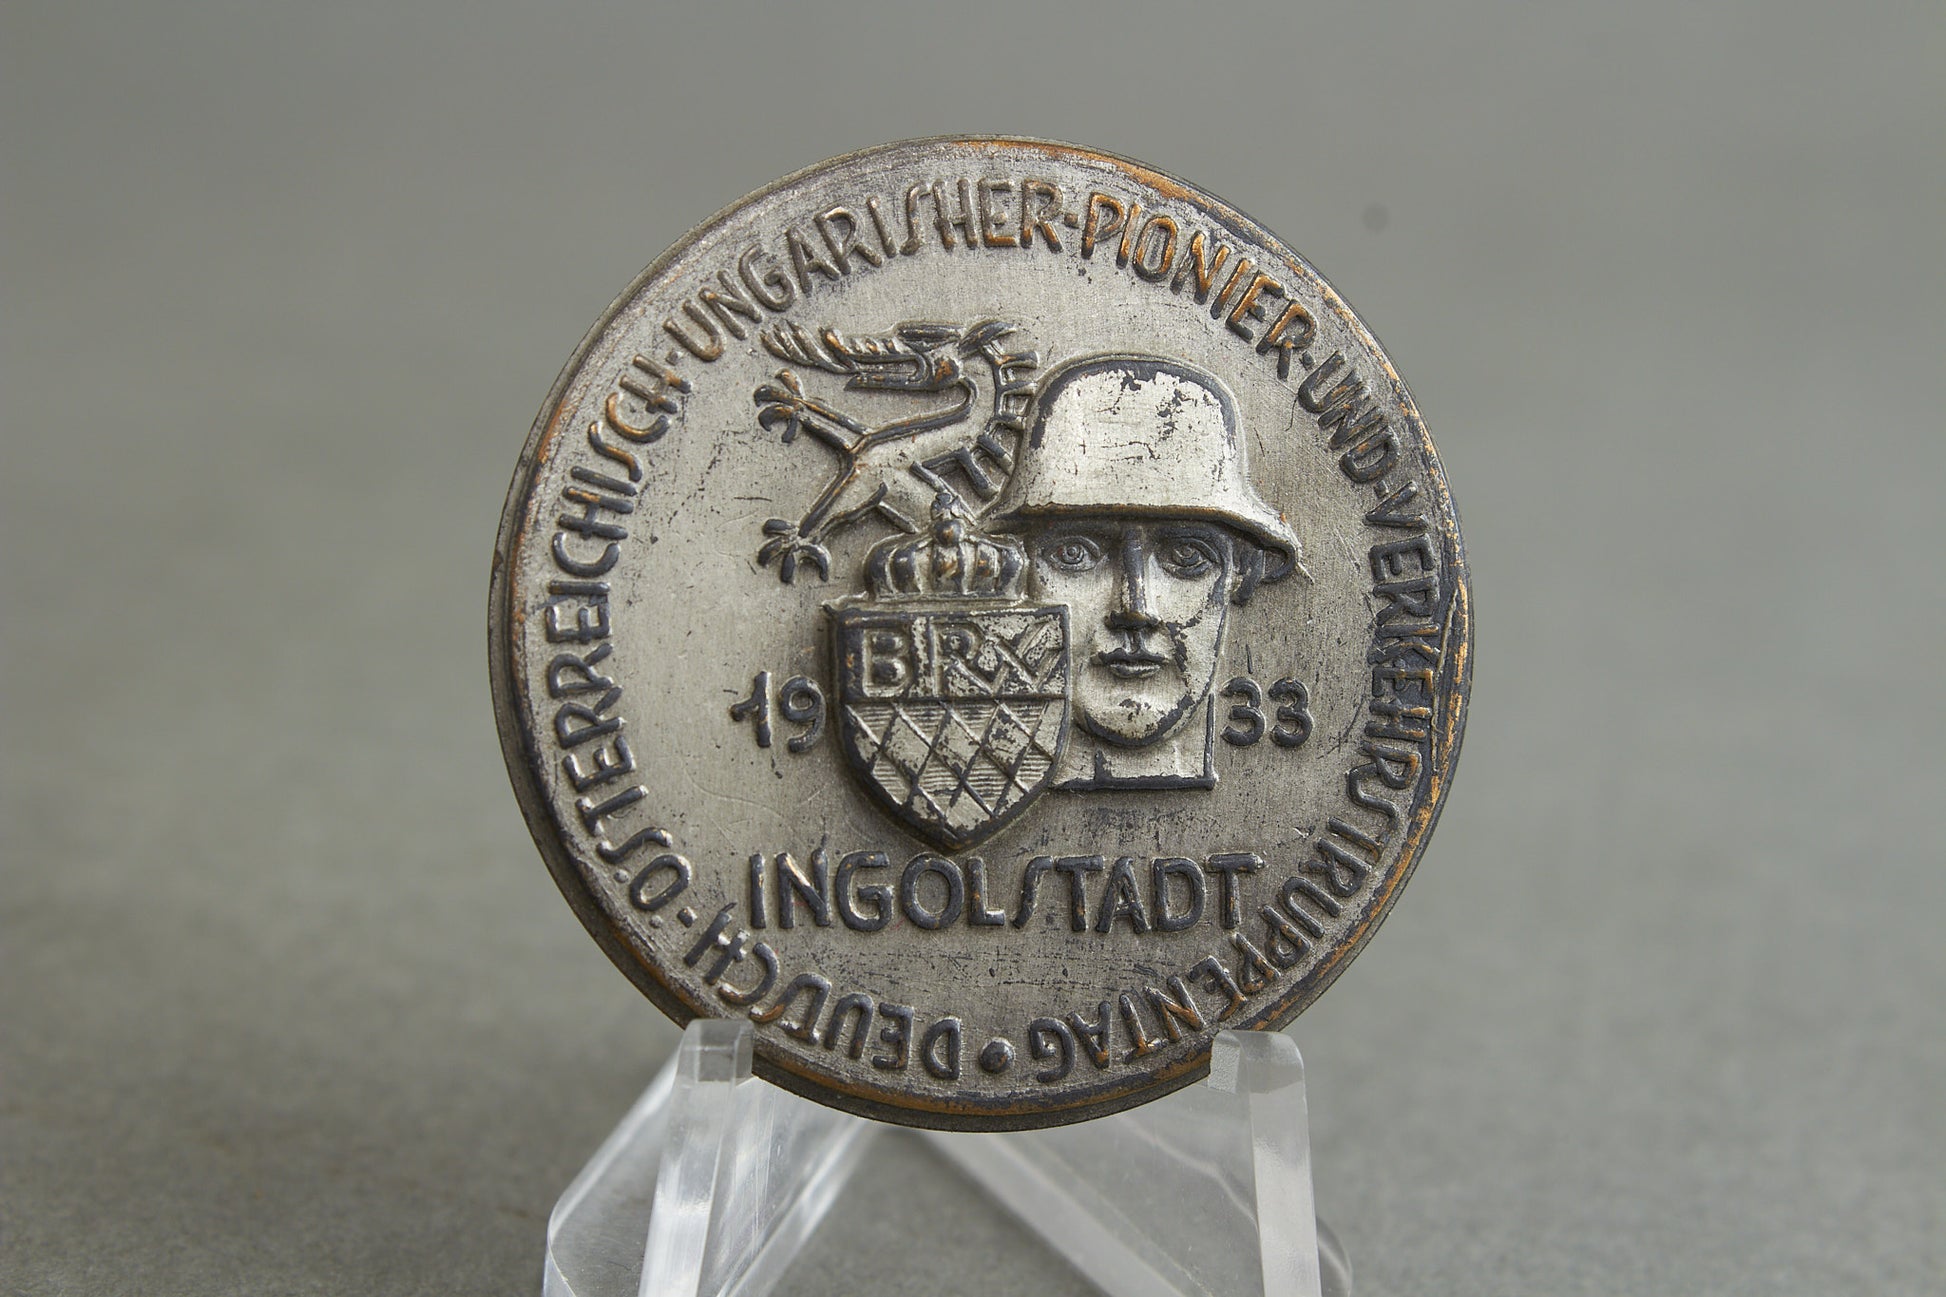 DEUTSCH-ÖSTERREICHISCH-UNGARISHER-PIONIER-UND-VERKEHRSTRUPPENTAG •
BRV
19 33
INGOLSTADT